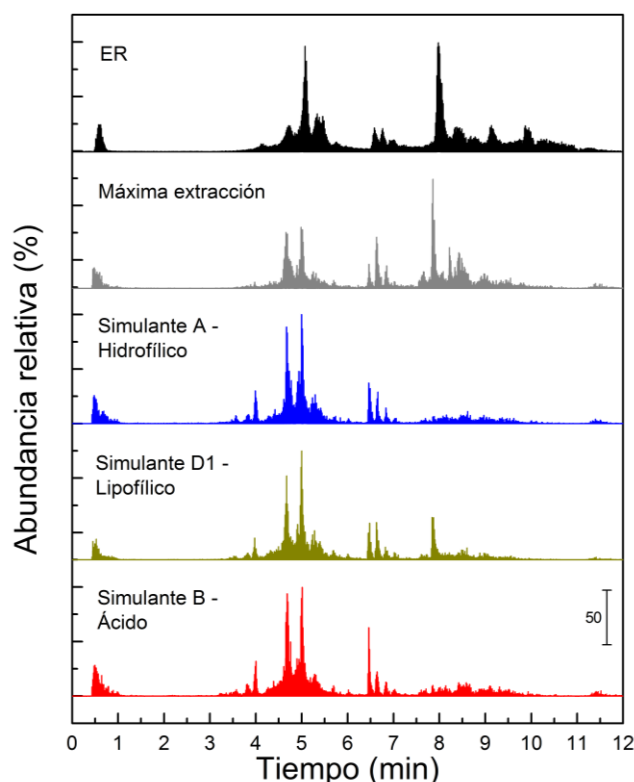 ER
Máxima extracción
Simulante A -
Hidrofílico
Simulante D1 -
Lipofílico
Simulante B -
Ácido
50
Abundancia relativa (%)
0 1 2 3 4 5 6 7 8 9 10 11 12
Tiempo (min)